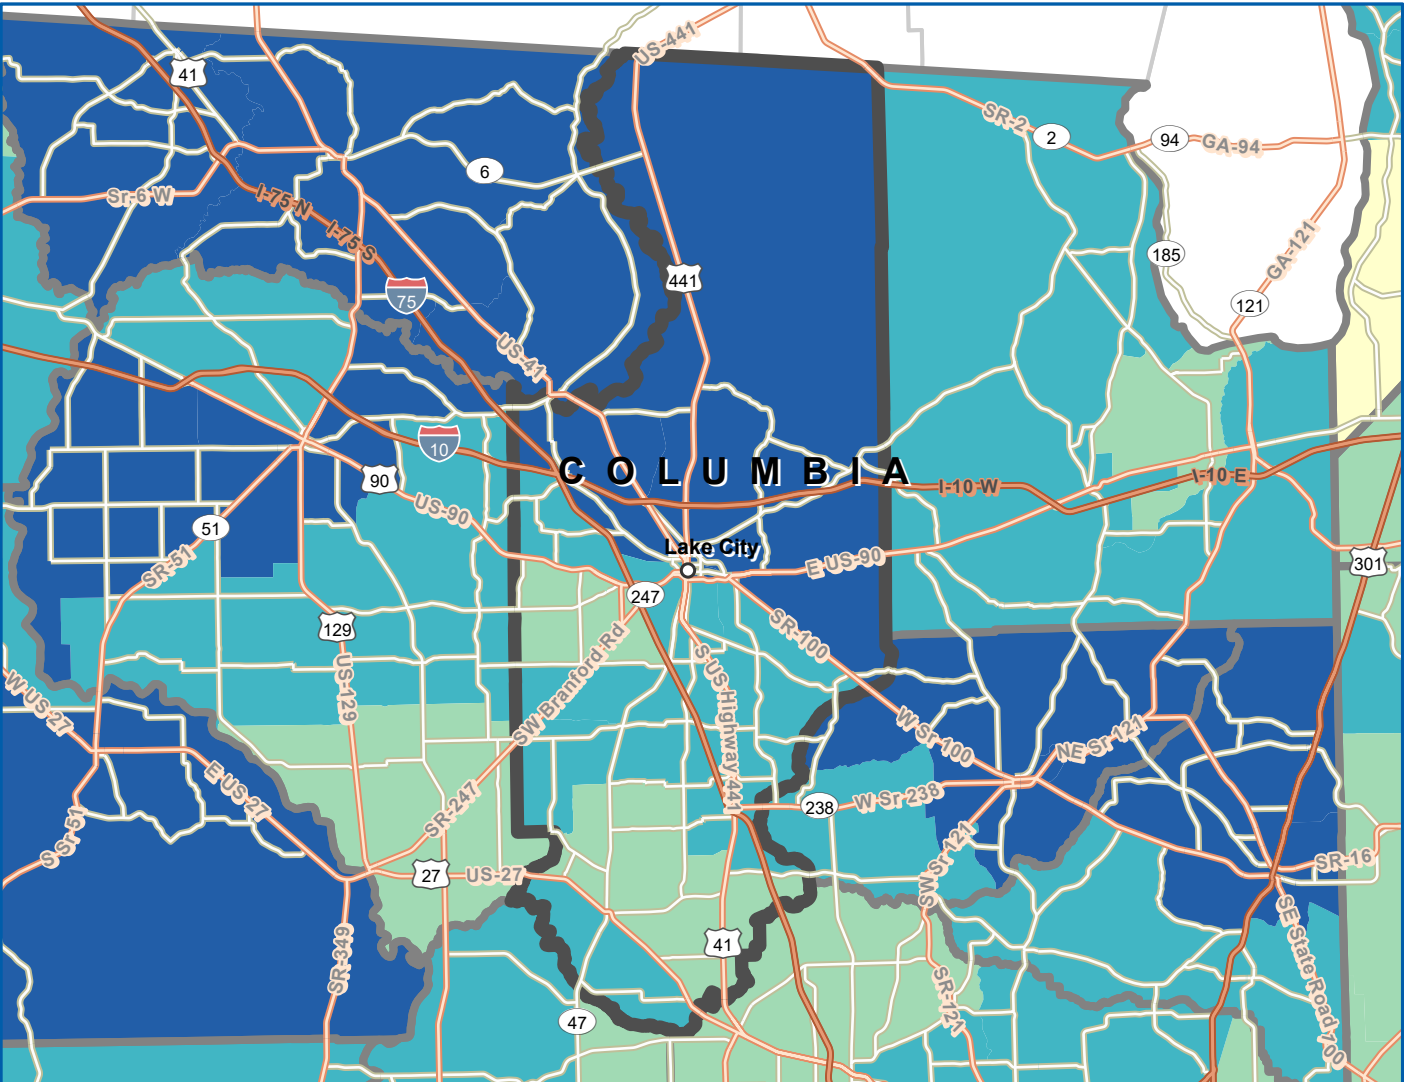 US-441
41
SR-2
2
94
GA-94
6
Sr-6 W
I-75-N
I-75-S
185
GA-121
441
75
121
US-41
10
COLUMBIA
90
I-10-W
I-10-E
US-90
51
Lake City
SR-51
E US-90
301
247
129
SR-100
SW Branford Rd
US-129
S US Highway 441
W US 27
W Sr 100
NE Sr 121
E US 27
238
W Sr 238
SR-247
S Sr 51
SW Sr 121
SR-16
27
US-27
41
SR-349
SE State Road 100
SR-121
47